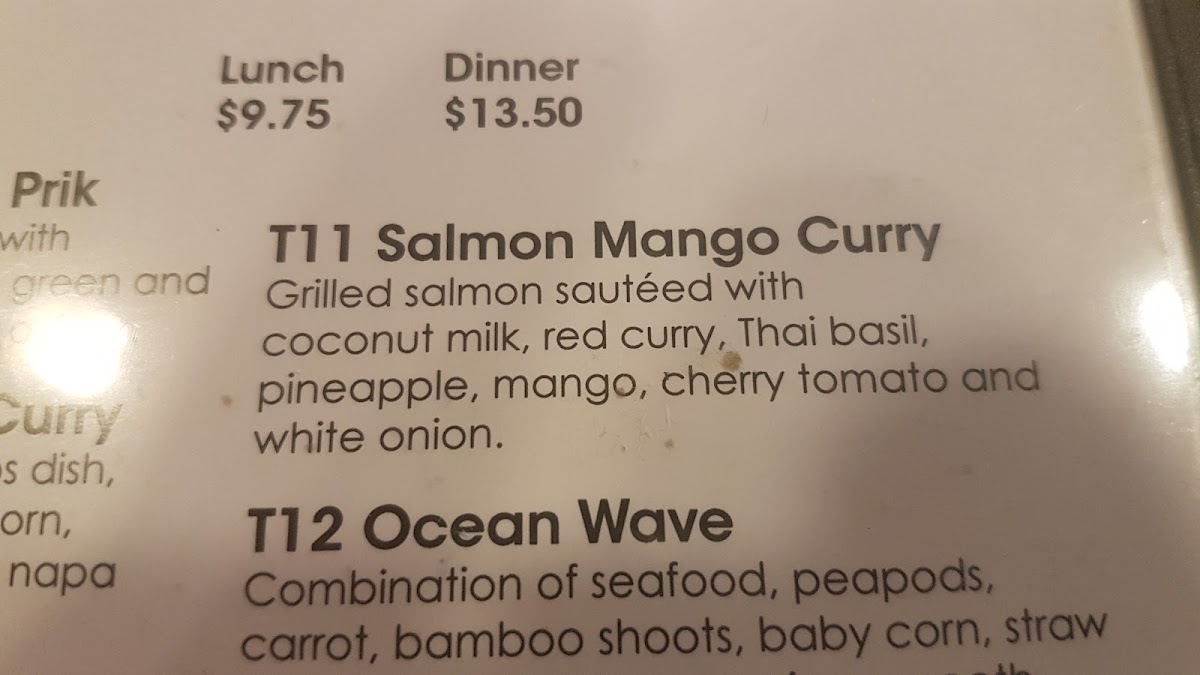 Lunch Dinner
$9.75 $13.50
Prik
with
green and
Curry
s dish,
orn,
napa
T11 Salmon Mango Curry
Grilled salmon sautéed with
coconut milk, red curry, Thai basil,
pineapple, mango, cherry tomato and
white onion.
T12 Ocean Wave
Combination of seafood, peapods,
carrot, bamboo shoots, baby corn, straw